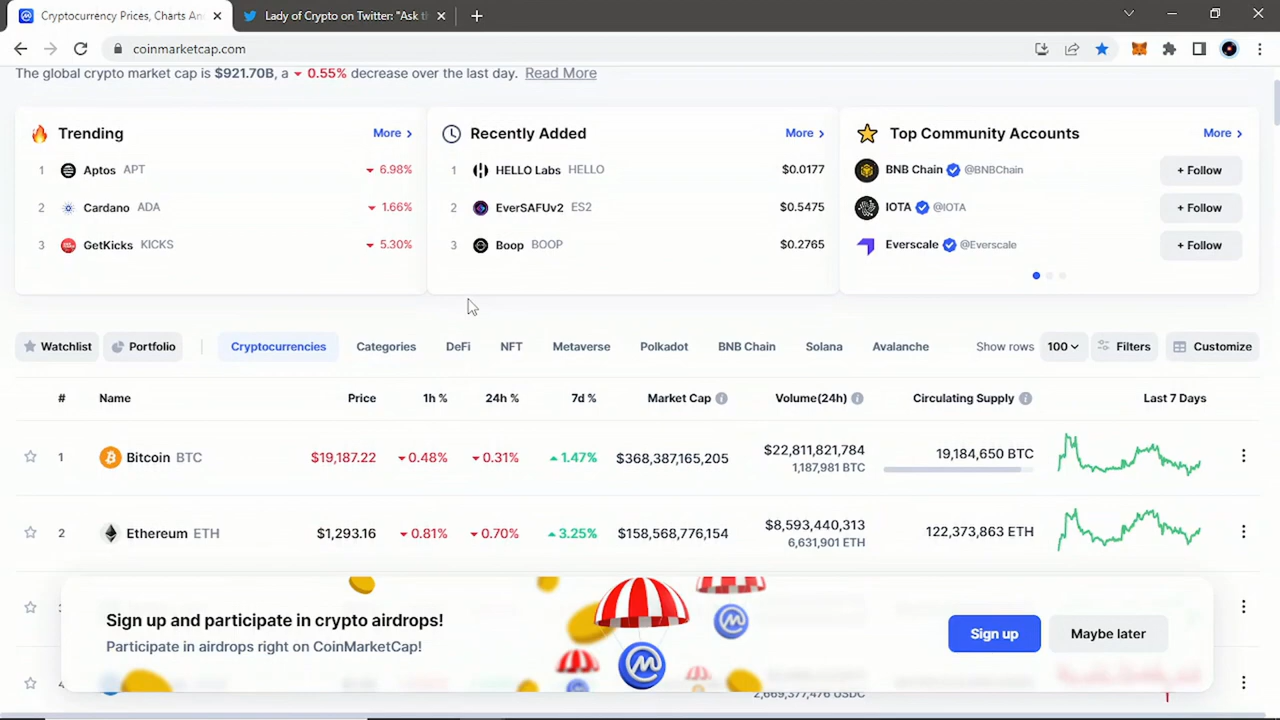 Cryptocurrency Prices, Charts An
Lady of Crypto on Twitter: "Ask t
coinmarketcap.com
The global crypto market cap is $921.70B, a 0.55% decrease over the last day. Read More
Trending
More
1 Aptos APT 6.98%
2 Cardano ADA 1.66%
3 GetKicks KICKS 5.30%
Recently Added
More
1 HELLO Labs HELLO $0.0177
2 EverSAFUv2 ES2 $0.5475
3 Boop BOOP $0.2765
Top Community Accounts
More
BNB Chain @BNBChain + Follow
IOTA @IOTA + Follow
Everscale @Everscale + Follow
Watchlist Portfolio Cryptocurrencies Categories DeFi NFT Metaverse Polkadot BNB Chain Solana Avalanche Show rows 100 Filters Customize
# Name Price 1h % 24h % 7d % Market Cap Volume(24h) Circulating Supply Last 7 Days
1 Bitcoin BTC $19,187.22 0.48% 0.31% 1.47% $368,387,165,205 $22,811,821,784 19,184,650 BTC
1,187,981 BTC
2 Ethereum ETH $1,293.16 0.81% 0.70% 3.25% $158,568,776,154 $8,593,440,313 122,373,863 ETH
6,631,901 ETH
Sign up and participate in crypto airdrops!
Participate in airdrops right on CoinMarketCap!
Sign up
Maybe later
2,669,377,476 USDC